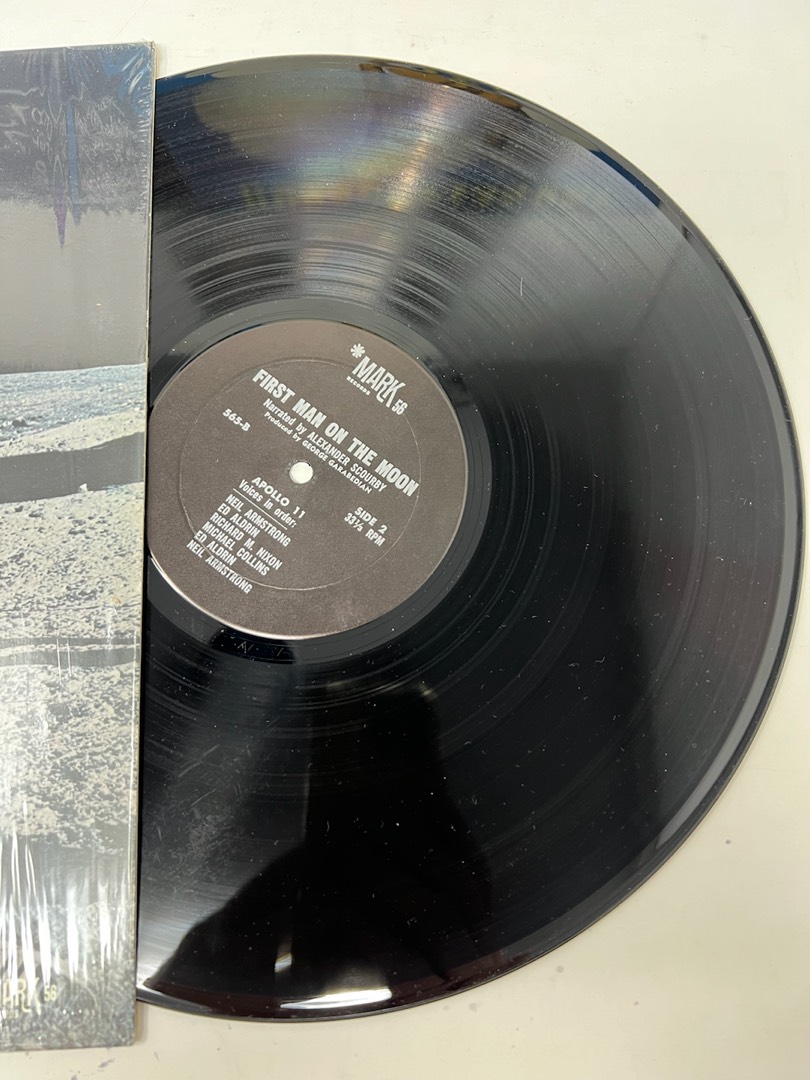 *MARK 56
RECORDS
FIRST MAN ON THE MOON
Narrated by ALEXANDER SCOURBY
Produced by GEORGE GARABEDIAN
565-B
SIDE 2
33⅓ RPM
APOLLO 11
Voices in order:
NEIL ARMSTRONG
ED ALDRIN
RICHARD M. NIXON
MICHAEL COLLINS
ED ALDRIN
NEIL ARMSTRONG
MARK 56